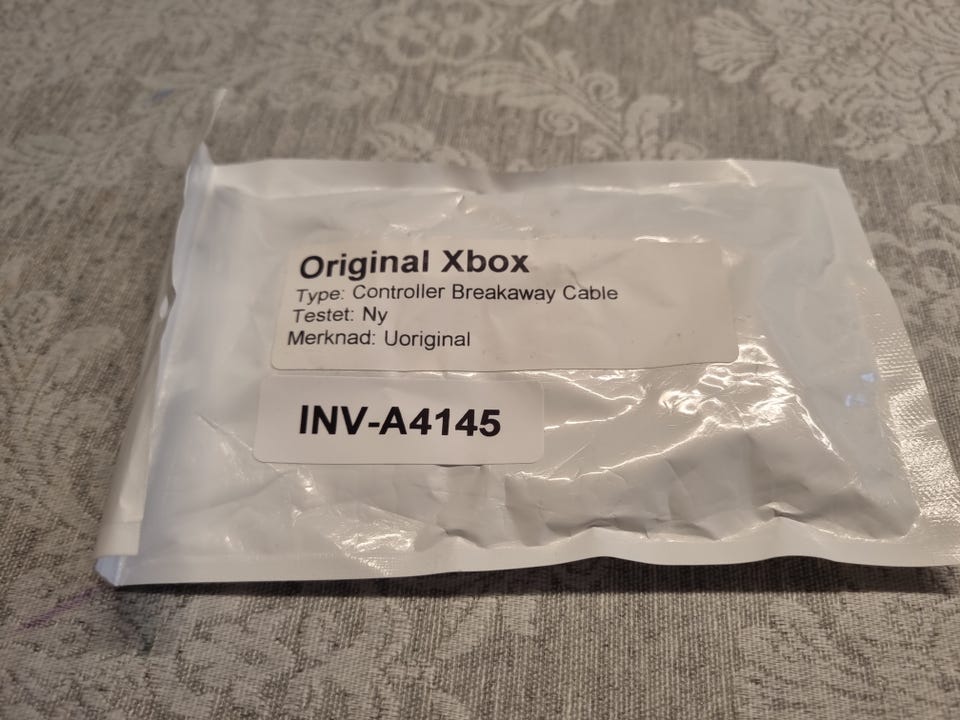 Original Xbox
Type: Controller Breakaway Cable
Testet: Ny
Merknad: Uoriginal
INV-A4145